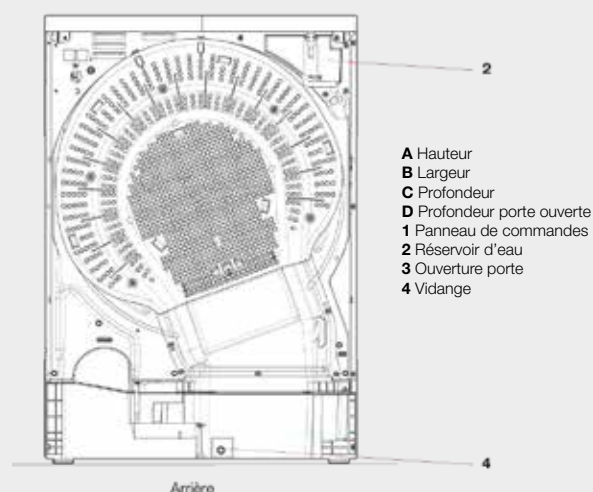 2
A Hauteur
B Largeur
C Profondeur
D Profondeur porte ouverte
1 Panneau de commandes
2 Réservoir d'eau
3 Ouverture porte
4 Vidange
4
Arrière